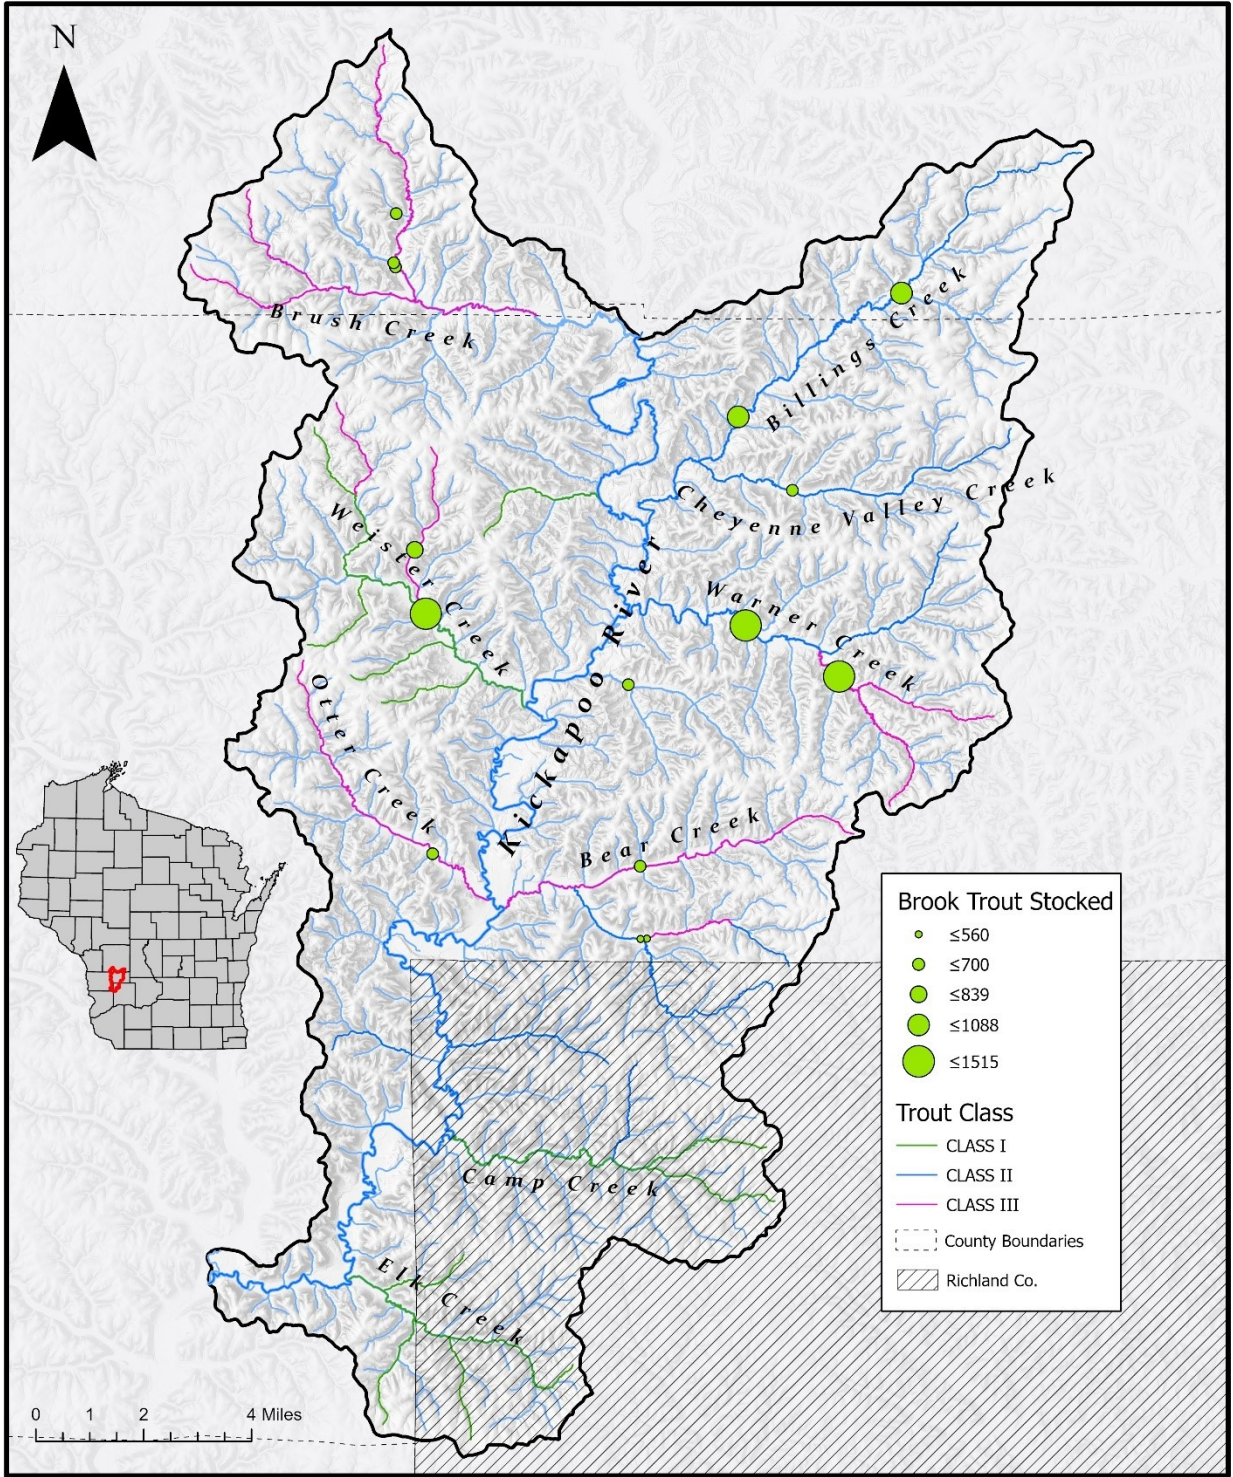 N
Brush Creek
Billings Creek
Cheyenne Valley Creek
Weister Creek
Kickapoo River
Warner Creek
Otter Creek
Bear Creek
Camp Creek
Elk Creek
Brook Trout Stocked
≤560
≤700
≤839
≤1088
≤1515
Trout Class
CLASS I
CLASS II
CLASS III
County Boundaries
Richland Co.
0 1 2 4 Miles